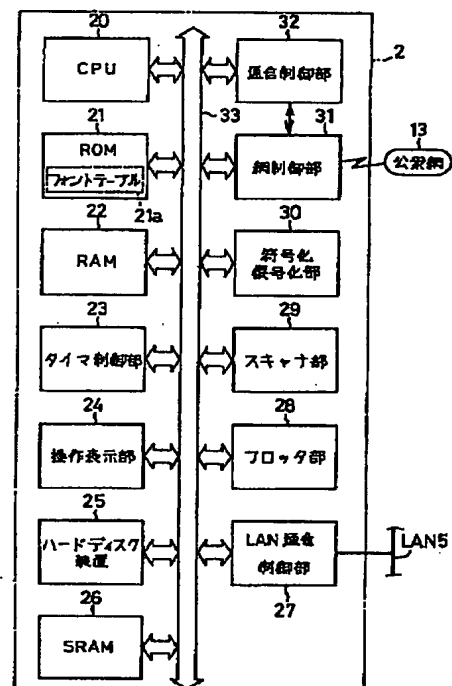 20
CPU
21
ROM
フォントテーブル
21a
22
RAM
23
タイマ制御部
24
操作表示部
25
ハードディスク
装置
26
SRAM
32
通信制御部
2
33
31
網制御部
13
公衆網
30
符号化
復号化部
29
スキャナ部
28
プロッタ部
LAN通信
制御部
27
LAN5